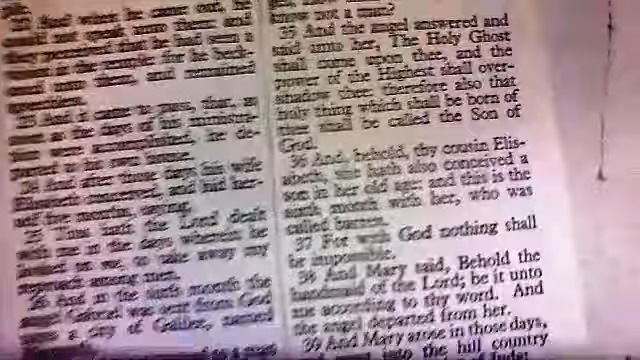 22 And when he came out, he
could not speak unto them: and
they perceived that he had seen a
vision in the temple: for he beck-
oned unto them, and remained
speechless.
23 And it came to pass, that, as
soon as the days of his ministra-
tion were accomplished, he de-
parted to his own house.
24 And after those days his wife
Elisabeth conceived, and hid her-
self five months, saying,
25 Thus hath the Lord dealt
with me in the days wherein he
looked on me, to take away my
reproach among men.
26 And in the sixth month the
angel Gabriel was sent from God
unto a city of Galilee, named
to a
know not a man?
35 And the angel answered and
said unto her, The Holy Ghost
shall come upon thee, and the
power of the Highest shall over-
shadow thee: therefore also that
holy thing which shall be born of
thee shall be called the Son of
God.
36 And, behold, thy cousin Elis-
abeth, she hath also conceived a
son in her old age: and this is the
sixth month with her, who was
called barren.
37 For with God nothing shall
be impossible.
38 And Mary said, Behold the
handmaid of the Lord; be it unto
me according to thy word. And
the angel departed from her.
39 And Mary arose in those days,
into the hill country